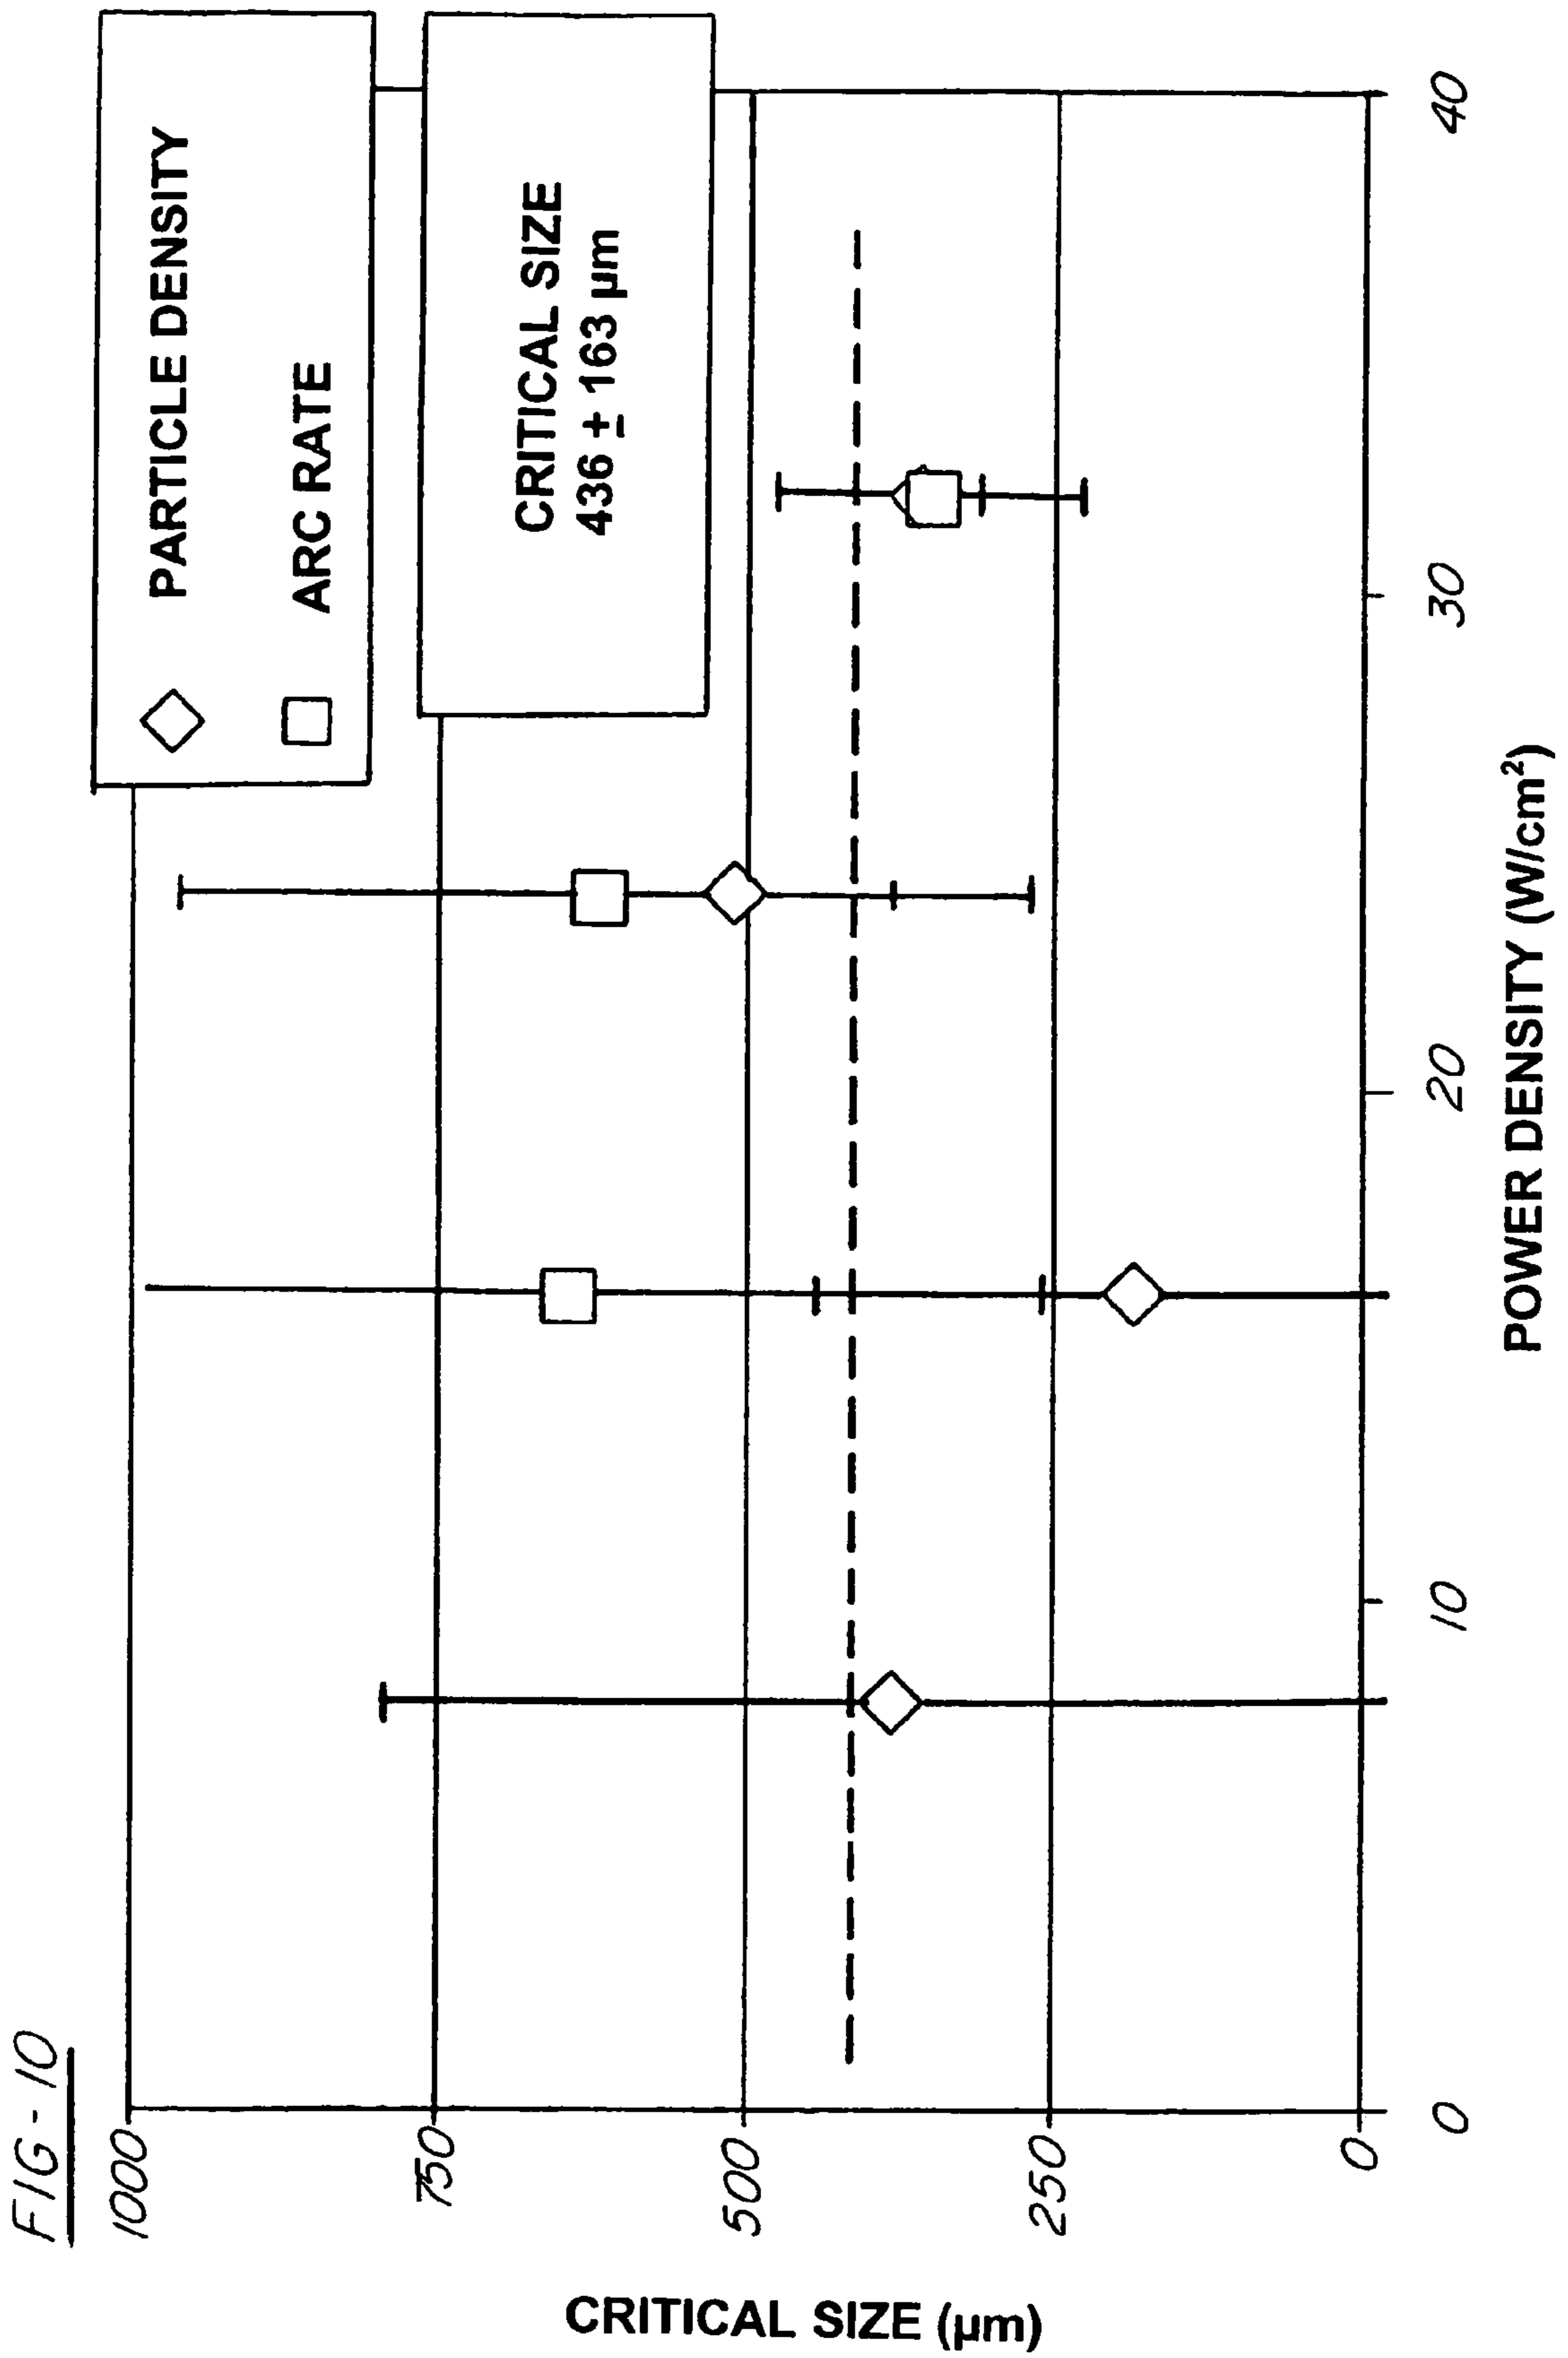 FIG-10
PARTICLE DENSITY
ARC RATE
CRITICAL SIZE
436 ± 163 µm
CRITICAL SIZE (µm)
1000
750
500
250
0
0
10
20
30
40
POWER DENSITY (W/cm²)